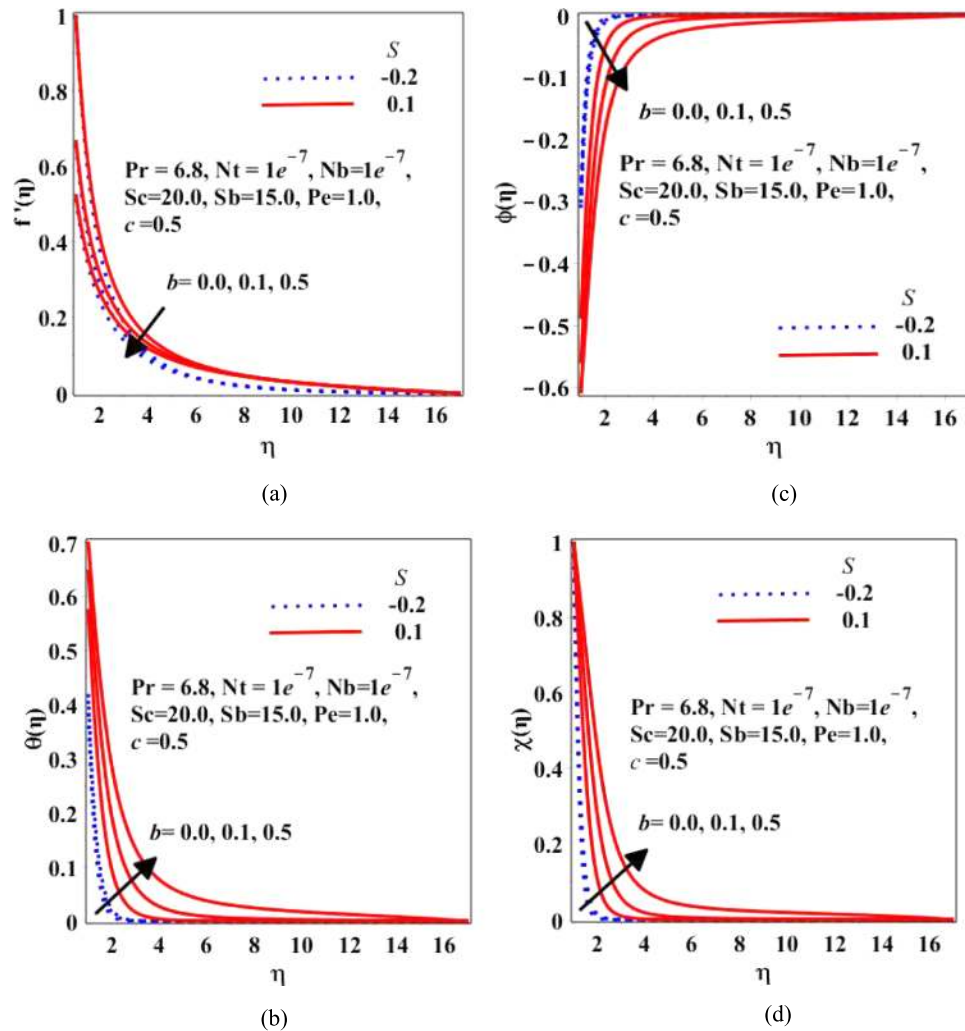 1
0.8
0.6
0.4
0.2
0
f '(η)
S
-0.2
0.1
Pr = 6.8, Nt = 1e⁻⁷, Nb=1e⁻⁷,
Sc=20.0, Sb=15.0, Pe=1.0,
c =0.5
b= 0.0, 0.1, 0.5
2 4 6 8 10 12 14 16
η
(a)
0
-0.1
-0.2
-0.3
-0.4
-0.5
-0.6
ϕ(η)
b= 0.0, 0.1, 0.5
Pr = 6.8, Nt = 1e⁻⁷, Nb=1e⁻⁷,
Sc=20.0, Sb=15.0, Pe=1.0,
c =0.5
S
-0.2
0.1
2 4 6 8 10 12 14 16
η
(c)
0.7
0.6
0.5
0.4
0.3
0.2
0.1
0
θ(η)
S
-0.2
0.1
Pr = 6.8, Nt = 1e⁻⁷, Nb=1e⁻⁷,
Sc=20.0, Sb=15.0, Pe=1.0,
c =0.5
b= 0.0, 0.1, 0.5
2 4 6 8 10 12 14 16
η
(b)
1
0.8
0.6
0.4
0.2
0
χ(η)
S
-0.2
0.1
Pr = 6.8, Nt = 1e⁻⁷, Nb=1e⁻⁷,
Sc=20.0, Sb=15.0, Pe=1.0,
c =0.5
b= 0.0, 0.1, 0.5
2 4 6 8 10 12 14 16
η
(d)